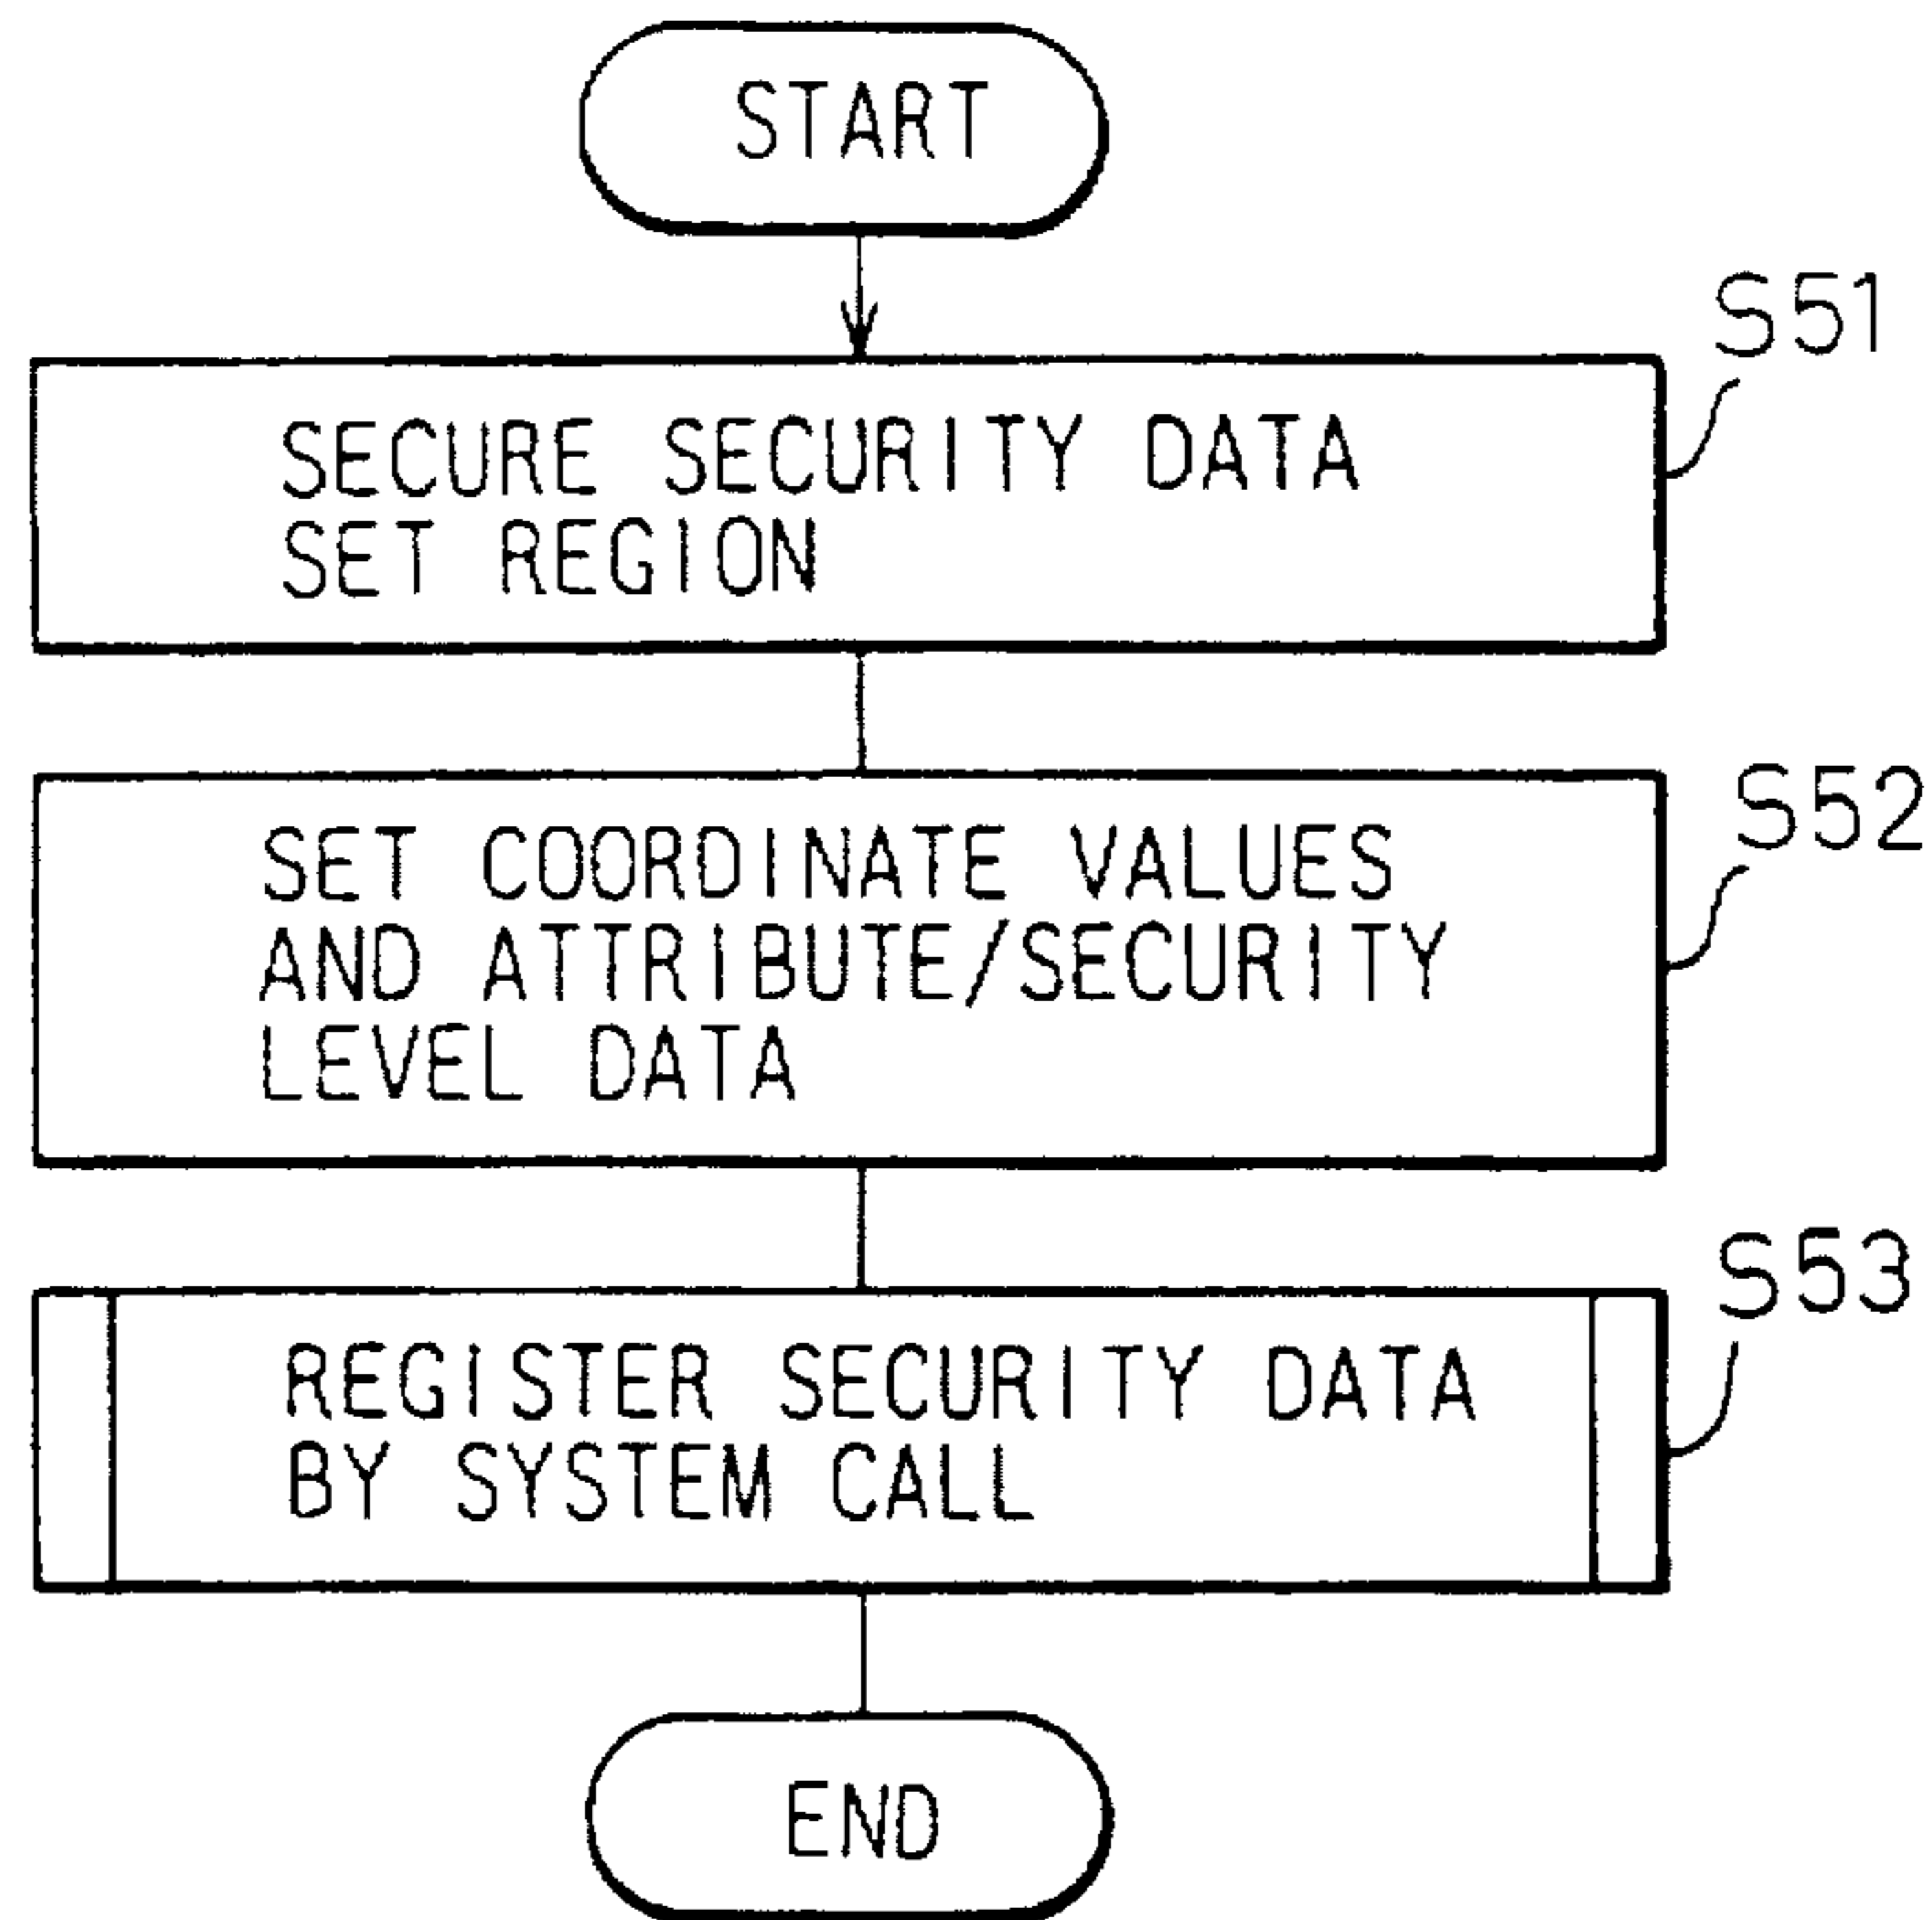 START
S51
SECURE SECURITY DATA
SET REGION
S52
SET COORDINATE VALUES
AND ATTRIBUTE/SECURITY
LEVEL DATA
S53
REGISTER SECURITY DATA
BY SYSTEM CALL
END